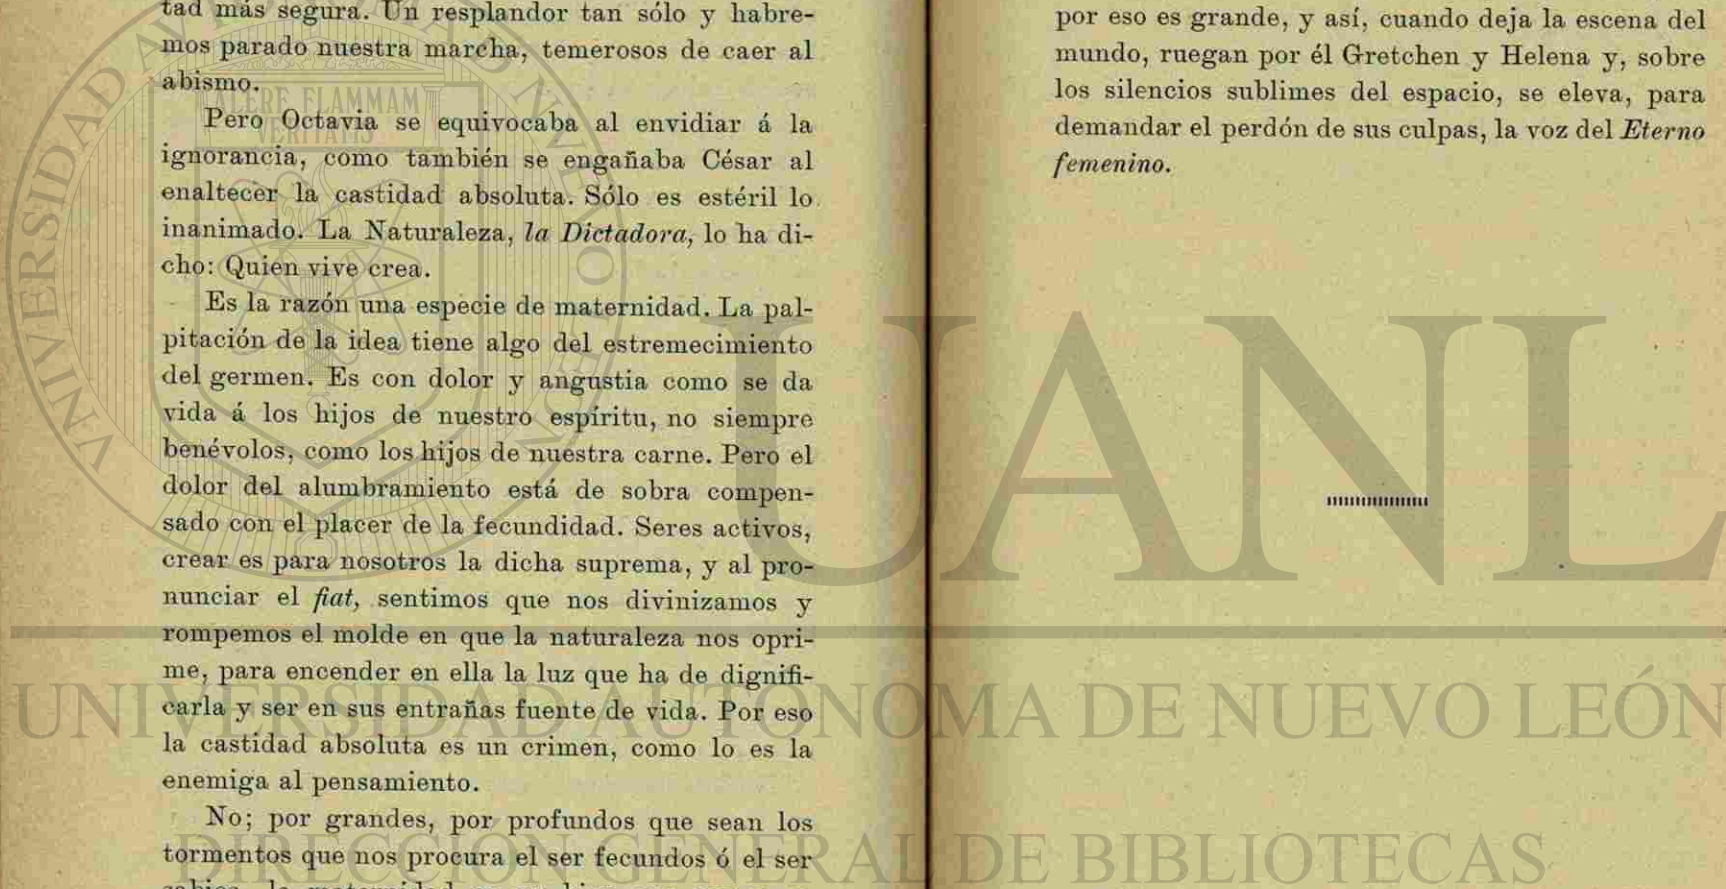 tad más segura. Un resplandor tan sólo y habre-
mos parado nuestra marcha, temerosos de caer al
abismo.
Pero Octavia se equivocaba al envidiar á la
ignorancia, como también se engañaba César al
enaltecer la castidad absoluta. Sólo es estéril lo
inanimado. La Naturaleza, la Dictadora, lo ha di-
cho: Quien vive crea.
Es la razón una especie de maternidad. La pal-
pitación de la idea tiene algo del estremecimiento
del germen. Es con dolor y angustia como se da
vida á los hijos de nuestro espíritu, no siempre
benévolos, como los hijos de nuestra carne. Pero el
dolor del alumbramiento está de sobra compen-
sado con el placer de la fecundidad. Seres activos,
crear es para nosotros la dicha suprema, y al pro-
nunciar el fiat, sentimos que nos divinizamos y
rompemos el molde en que la naturaleza nos opri-
me, para encender en ella la luz que ha de dignifi-
carla y ser en sus entrañas fuente de vida. Por eso
la castidad absoluta es un crimen, como lo es la
enemiga al pensamiento.
No; por grandes, por profundos que sean los
tormentos que nos procura el ser fecundos ó el ser
por eso es grande, y así, cuando deja la escena del
mundo, ruegan por él Gretchen y Helena y, sobre
los silencios sublimes del espacio, se eleva, para
demandar el perdón de sus culpas, la voz del Eterno
femenino.
ALERE FLAMMAM
VERITATIS
UANL
UNIVERSIDAD AUTÓNOMA DE NUEVO LEÓN
DIRECCIÓN GENERAL DE BIBLIOTECAS